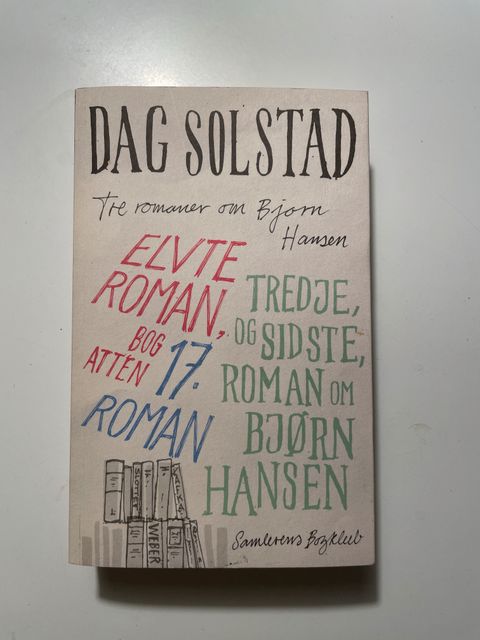 DAG SOLSTAD
Tre romaner om Bjørn
Hansen
ELVTE
ROMAN,
BOG
ATTEN
17.
ROMAN
TREDJE,
OG SIDSTE,
ROMAN OM
BJØRN
HANSEN
SLOTTET
WEBER
Samlerens Bogklub